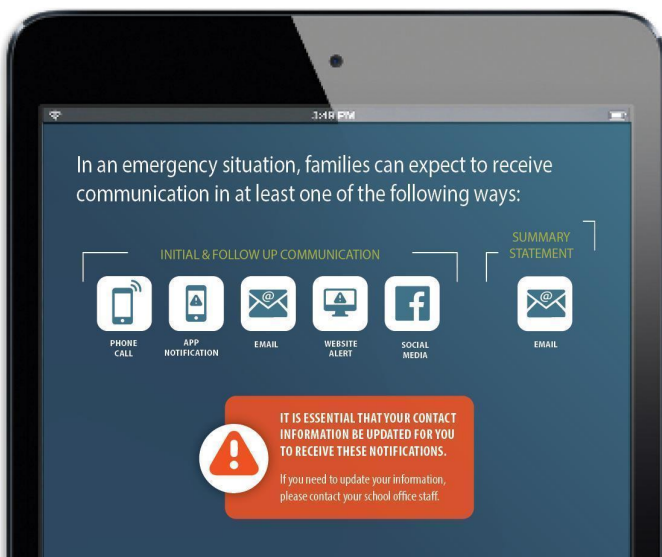 3:48 PM
In an emergency situation, families can expect to receive
communication in at least one of the following ways:
INITIAL & FOLLOW UP COMMUNICATION
SUMMARY
STATEMENT
PHONE
CALL
APP
NOTIFICATION
EMAIL
WEBSITE
ALERT
SOCIAL
MEDIA
EMAIL
IT IS ESSENTIAL THAT YOUR CONTACT
INFORMATION BE UPDATED FOR YOU
TO RECEIVE THESE NOTIFICATIONS.
If you need to update your information,
please contact your school office staff.